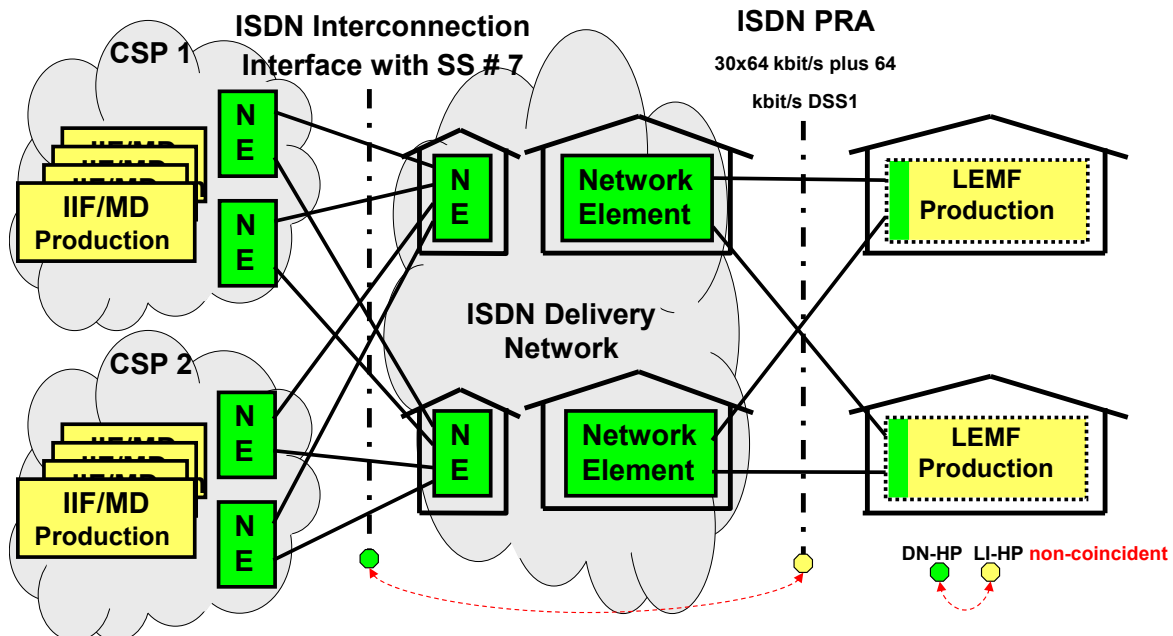 ISDN Interconnection
Interface with SS # 7
ISDN PRA
30x64 kbit/s plus 64
kbit/s DSS1
CSP 1
N
E
N
E
IIF/MD
Production
N
E
Network
Element
LEMF
Production
ISDN Delivery
Network
CSP 2
N
E
N
E
IIF/MD
Production
N
E
Network
Element
LEMF
Production
DN-HP LI-HP non-coincident